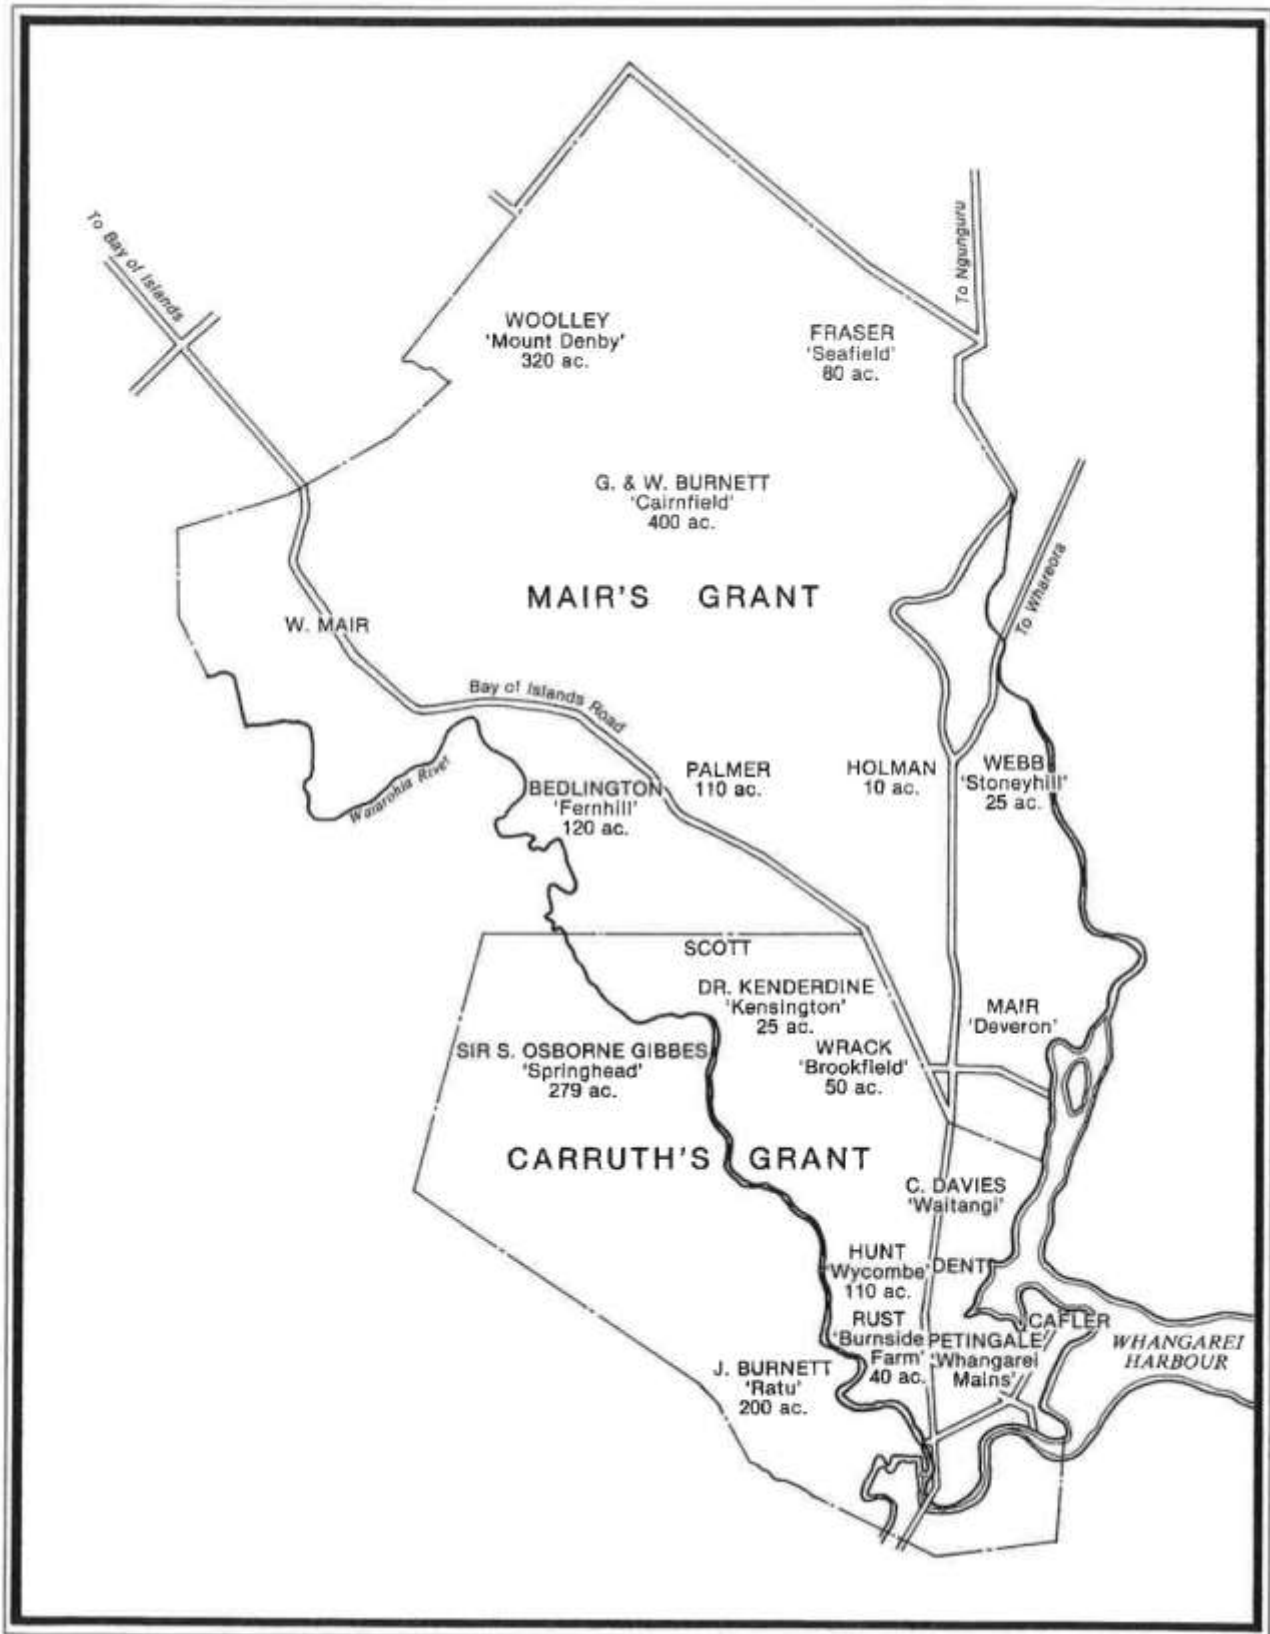 To Bay of Islands
To Ngunguru
WOOLLEY
'Mount Denby'
320 ac.
FRASER
'Seafield'
80 ac.
G. & W. BURNETT
'Cairnfield'
400 ac.
MAIR'S GRANT
To Whareora
W. MAIR
Bay of Islands Road
Wararohia River
BEDLINGTON
'Fernhill'
120 ac.
PALMER
110 ac.
HOLMAN
10 ac.
WEBB
'Stoneyhill'
25 ac.
SCOTT
DR. KENDERDINE
'Kensington'
25 ac.
MAIR
'Deveron'
SIR S. OSBORNE GIBBES
'Springhead'
279 ac.
WRACK
'Brookfield'
50 ac.
CARRUTH'S GRANT
C. DAVIES
'Waitangi'
HUNT
'Wycombe'
110 ac.
DENT
RUST
'Burnside
Farm'
40 ac.
PETINGALE
'Whangarei
Mains'
CAFLER
WHANGAREI
HARBOUR
J. BURNETT
'Ratu'
200 ac.